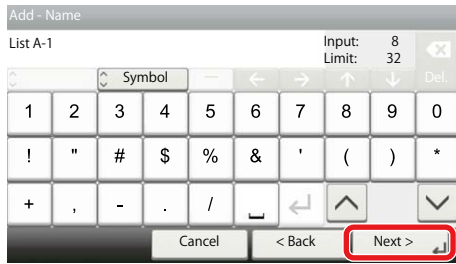 Add - Name
List A-1 Input: 8
Limit: 32
Symbol Del.
1 2 3 4 5 6 7 8 9 0
! " # $ % & ' ( ) *
+ , - . /
Cancel < Back Next >